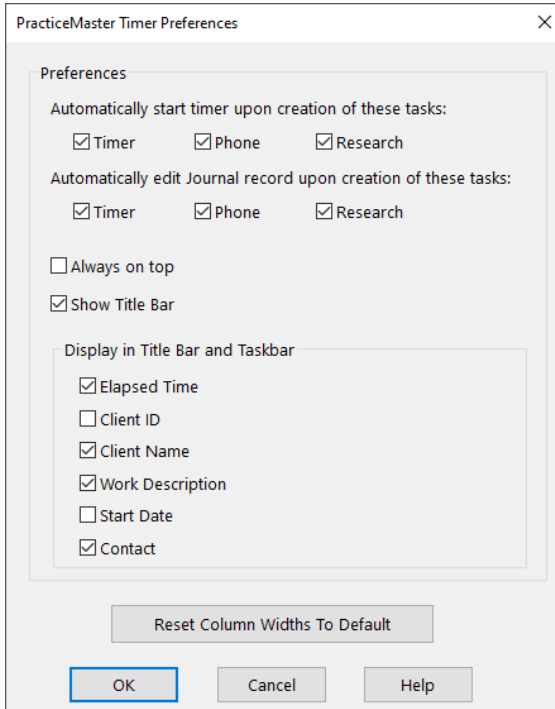 PracticeMaster Timer Preferences
Preferences
Automatically start timer upon creation of these tasks:
Timer Phone Research
Automatically edit Journal record upon creation of these tasks:
Timer Phone Research
Always on top
Show Title Bar
Display in Title Bar and Taskbar
Elapsed Time
Client ID
Client Name
Work Description
Start Date
Contact
Reset Column Widths To Default
OK Cancel Help